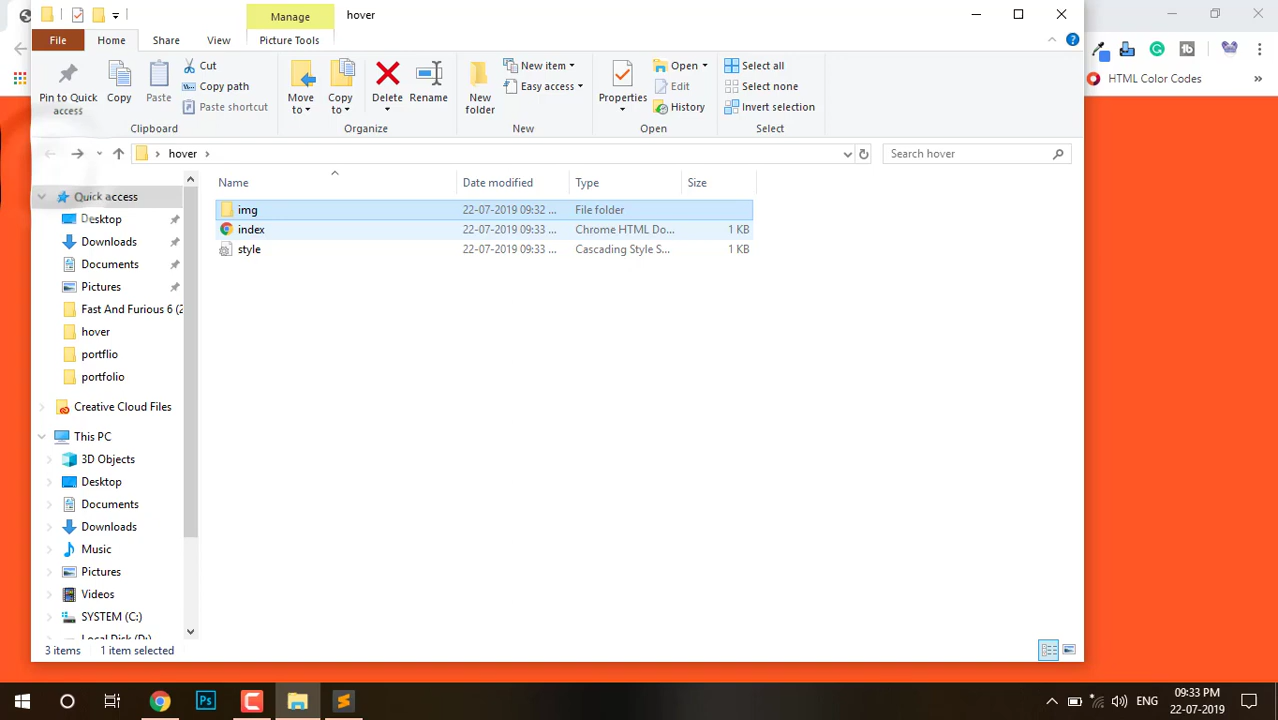 Manage
hover
File
Home
Share
View
Picture Tools
Pin to Quick access
Copy
Paste
Cut
Copy path
Paste shortcut
Clipboard
Move to
Copy to
Delete
Rename
Organize
New folder
New item
Easy access
New
Properties
Open
Edit
History
Open
Select all
Select none
Invert selection
Select
HTML Color Codes
hover
Search hover
Name
Date modified
Type
Size
img
22-07-2019 09:32 ...
File folder
index
22-07-2019 09:33 ...
Chrome HTML Do...
1 KB
style
22-07-2019 09:33 ...
Cascading Style S...
1 KB
Quick access
Desktop
Downloads
Documents
Pictures
Fast And Furious 6 (2
hover
portflio
portfolio
Creative Cloud Files
This PC
3D Objects
Desktop
Documents
Downloads
Music
Pictures
Videos
SYSTEM (C:)
Local Disk (D:)
3 items
1 item selected
Ps
ENG
09:33 PM
22-07-2019